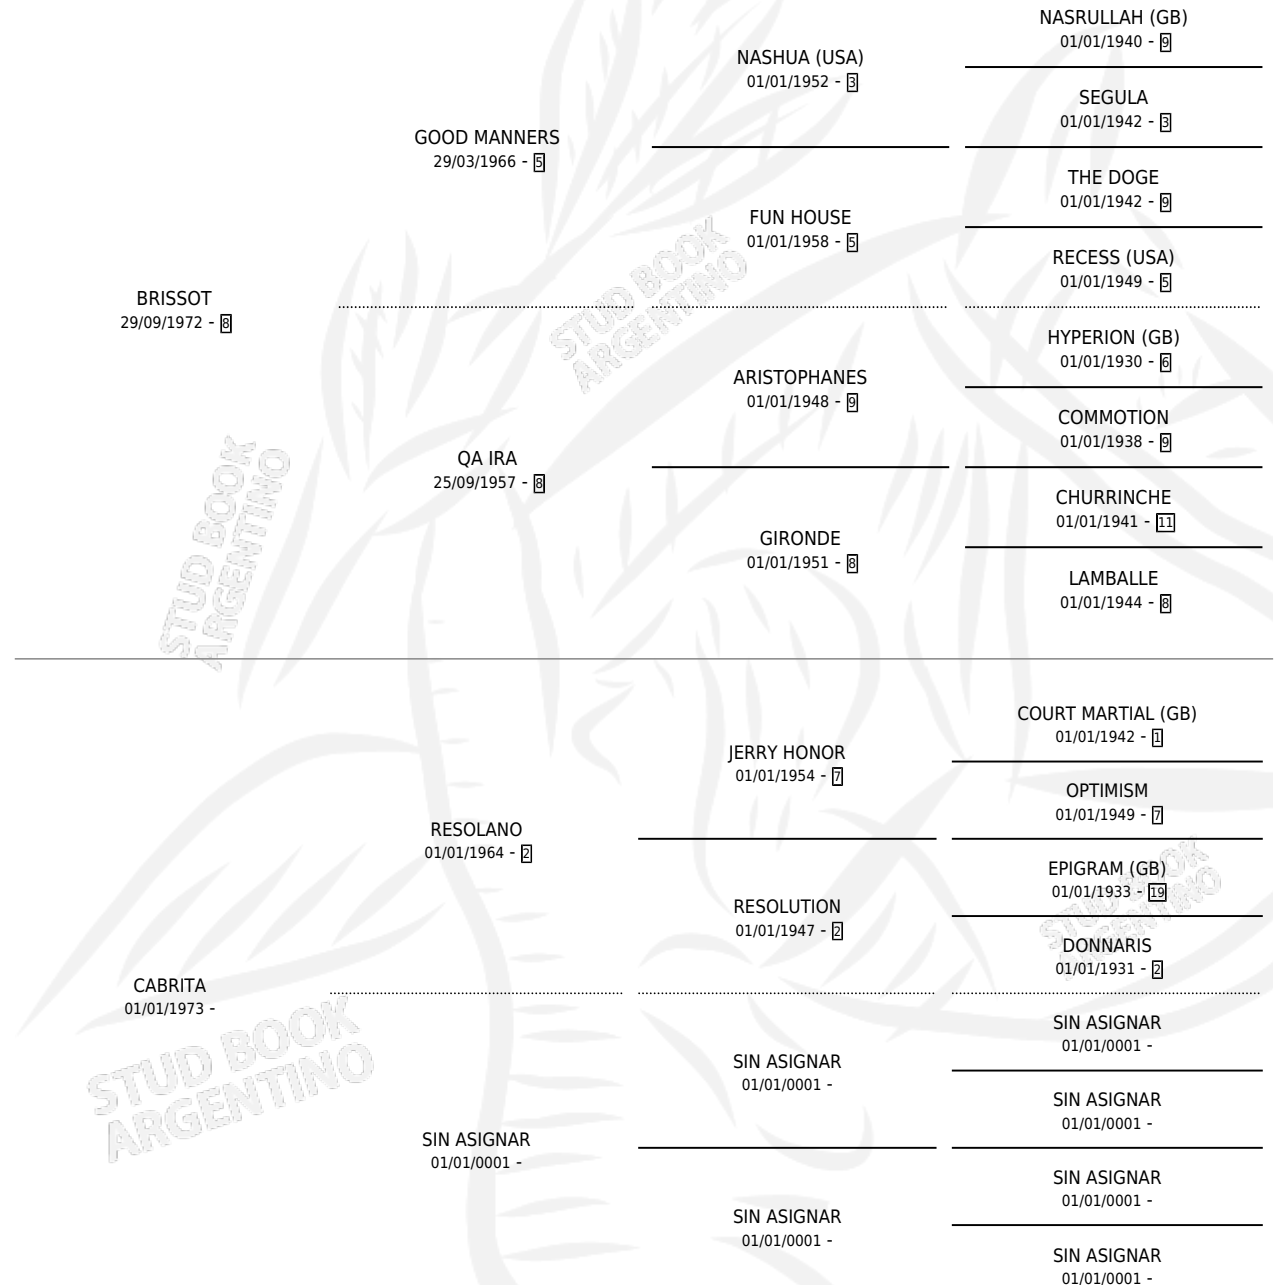 NASRULLAH (GB)
01/01/1940 - 9
NASHUA (USA)
01/01/1952 - 3
SEGULA
01/01/1942 - 3
GOOD MANNERS
29/03/1966 - 5
THE DOGE
01/01/1942 - 9
FUN HOUSE
01/01/1958 - 5
RECESS (USA)
01/01/1949 - 5
BRISSOT
29/09/1972 - 8
HYPERION (GB)
01/01/1930 - 6
ARISTOPHANES
01/01/1948 - 9
COMMOTION
01/01/1938 - 9
QA IRA
25/09/1957 - 8
CHURRINCHE
01/01/1941 - 11
GIRONDE
01/01/1951 - 8
LAMBALLE
01/01/1944 - 8
STUD BOOK
ARGENTINO
STUD BOOK
ARGENTINO
COURT MARTIAL (GB)
01/01/1942 - 1
JERRY HONOR
01/01/1954 - 7
OPTIMISM
01/01/1949 - 7
RESOLANO
01/01/1964 - 2
EPIGRAM (GB)
01/01/1933 - 19
RESOLUTION
01/01/1947 - 2
DONNARIS
01/01/1931 - 2
STUD BOOK
ARGENTINO
CABRITA
01/01/1973 -
SIN ASIGNAR
01/01/0001 -
SIN ASIGNAR
01/01/0001 -
SIN ASIGNAR
01/01/0001 -
STUD BOOK
ARGENTINO
SIN ASIGNAR
01/01/0001 -
SIN ASIGNAR
01/01/0001 -
SIN ASIGNAR
01/01/0001 -
SIN ASIGNAR
01/01/0001 -